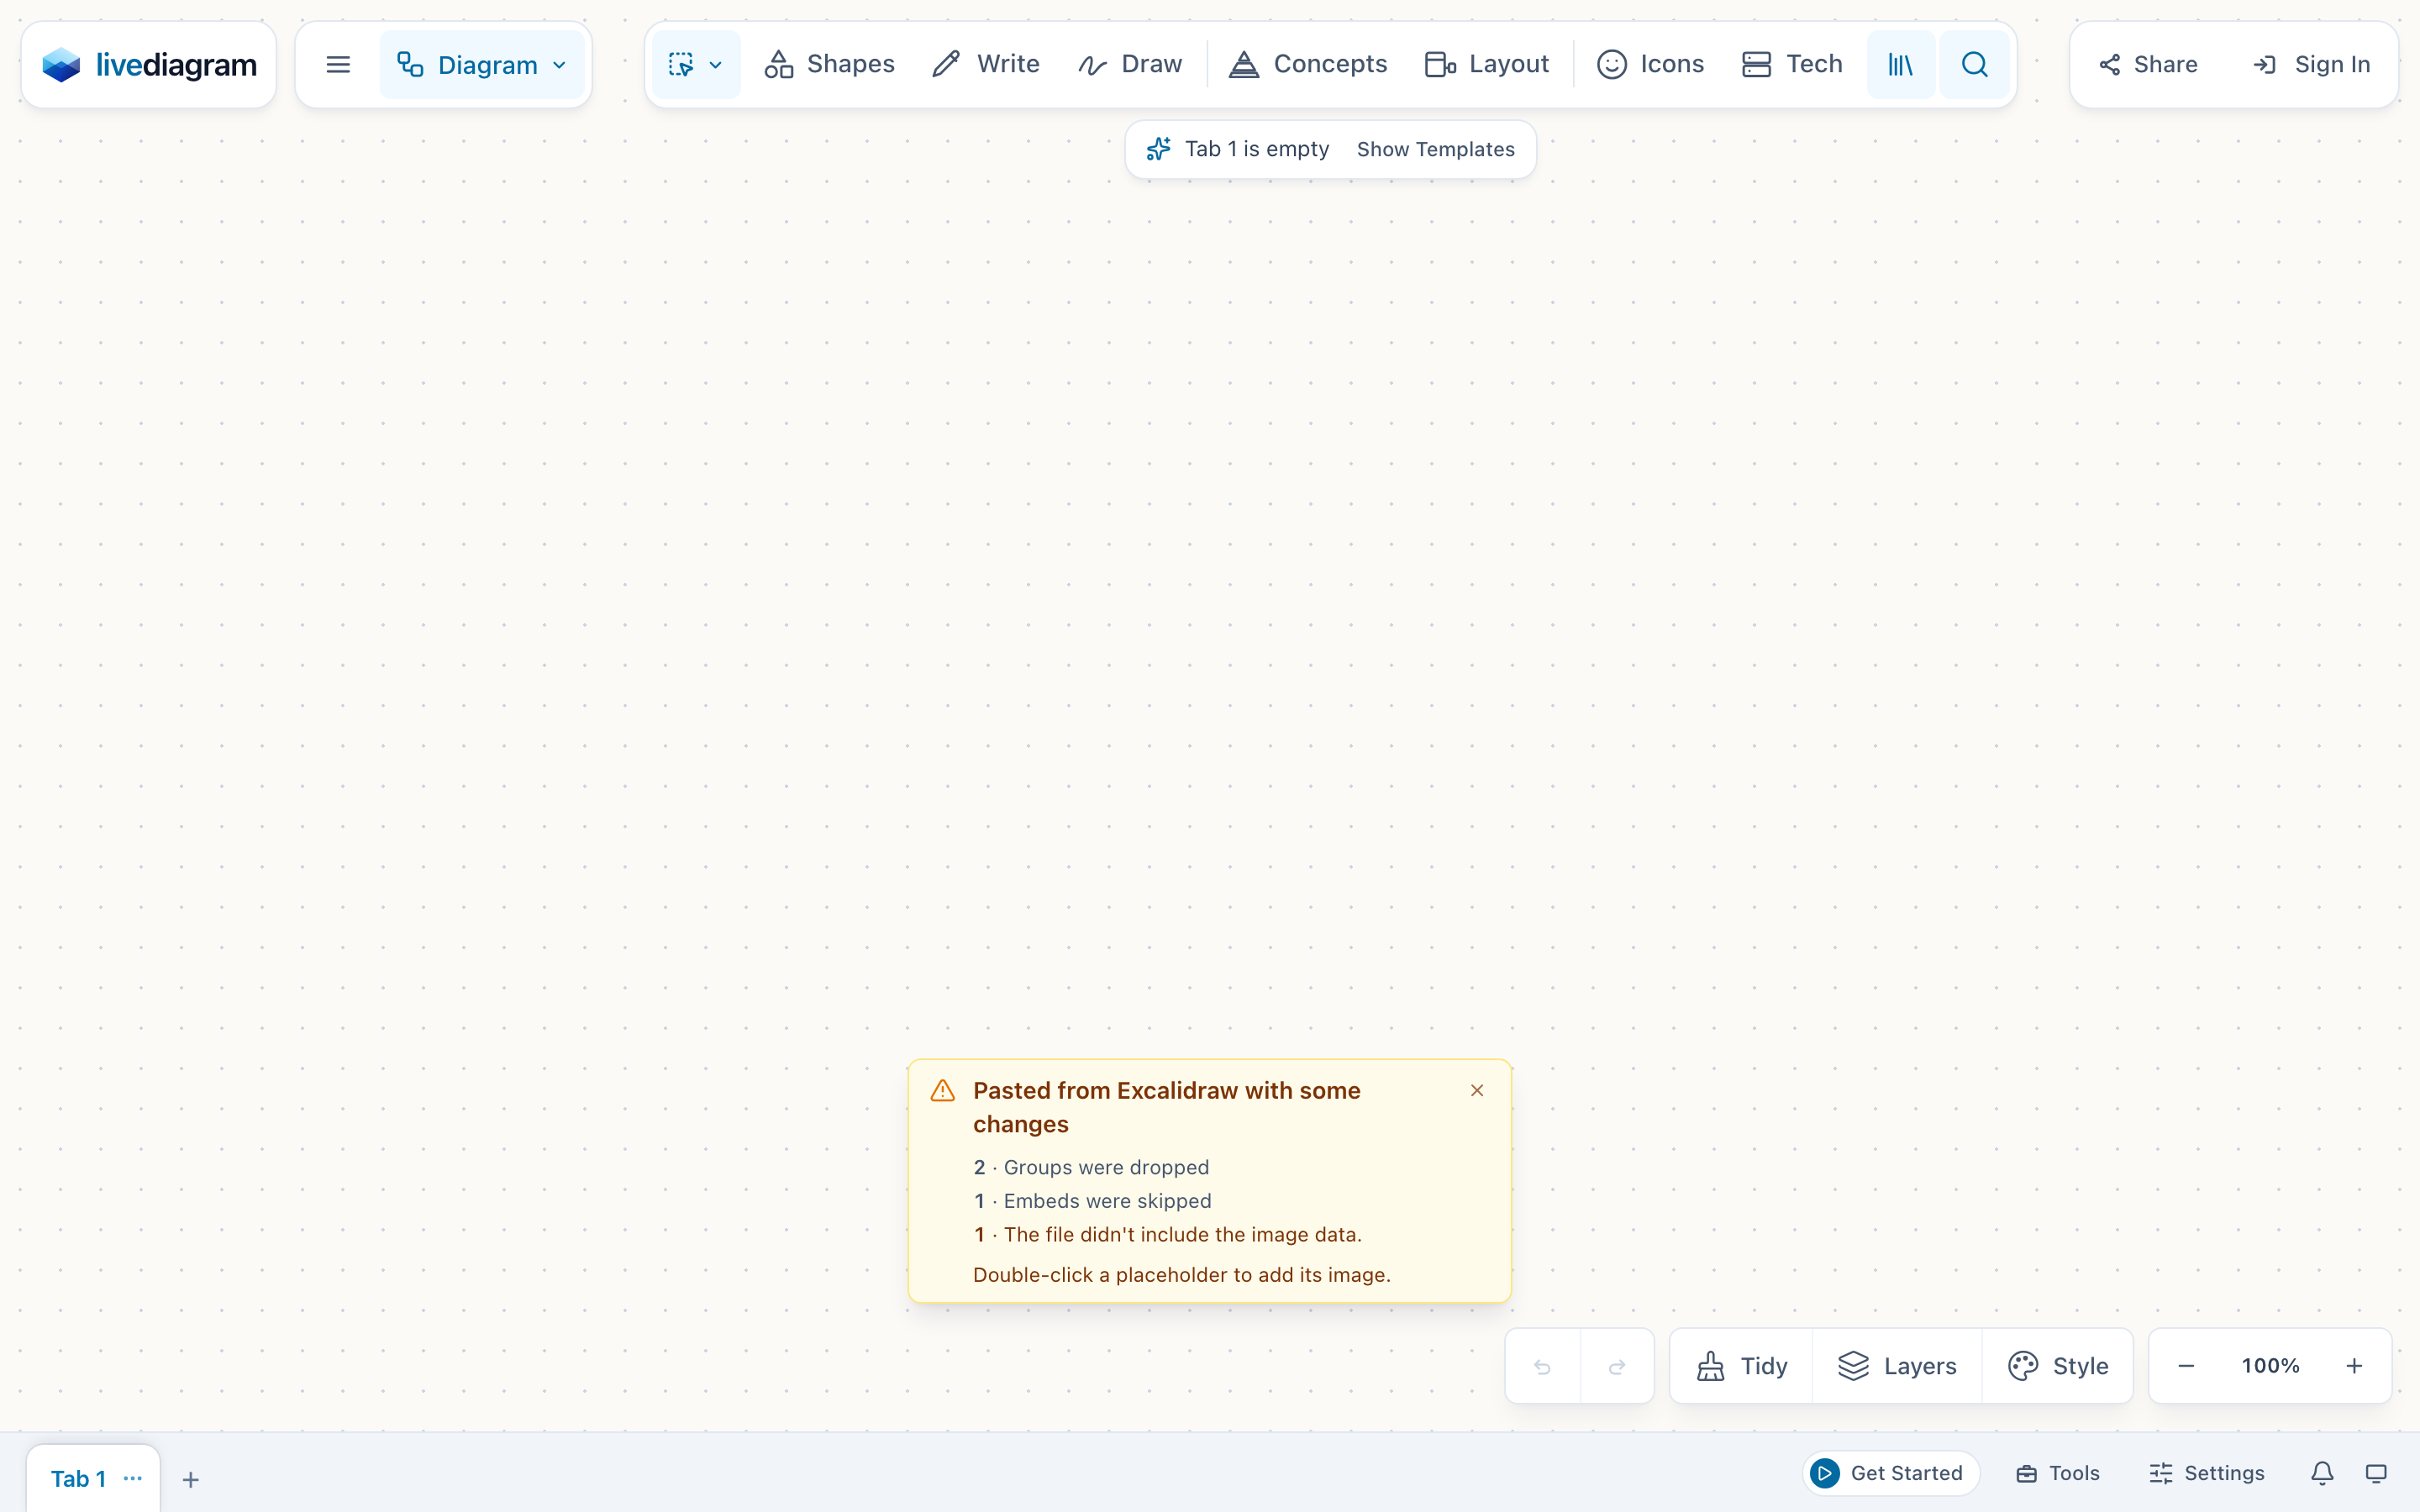 livediagram
Diagram
Shapes
Write
Draw
Concepts
Layout
Icons
Tech
Share
Sign In
Tab 1 is empty
Show Templates
Pasted from Excalidraw with some
changes
2 · Groups were dropped
1 · Embeds were skipped
1 · The file didn't include the image data.
Double-click a placeholder to add its image.
Tidy
Layers
Style
100%
Tab 1
Get Started
Tools
Settings